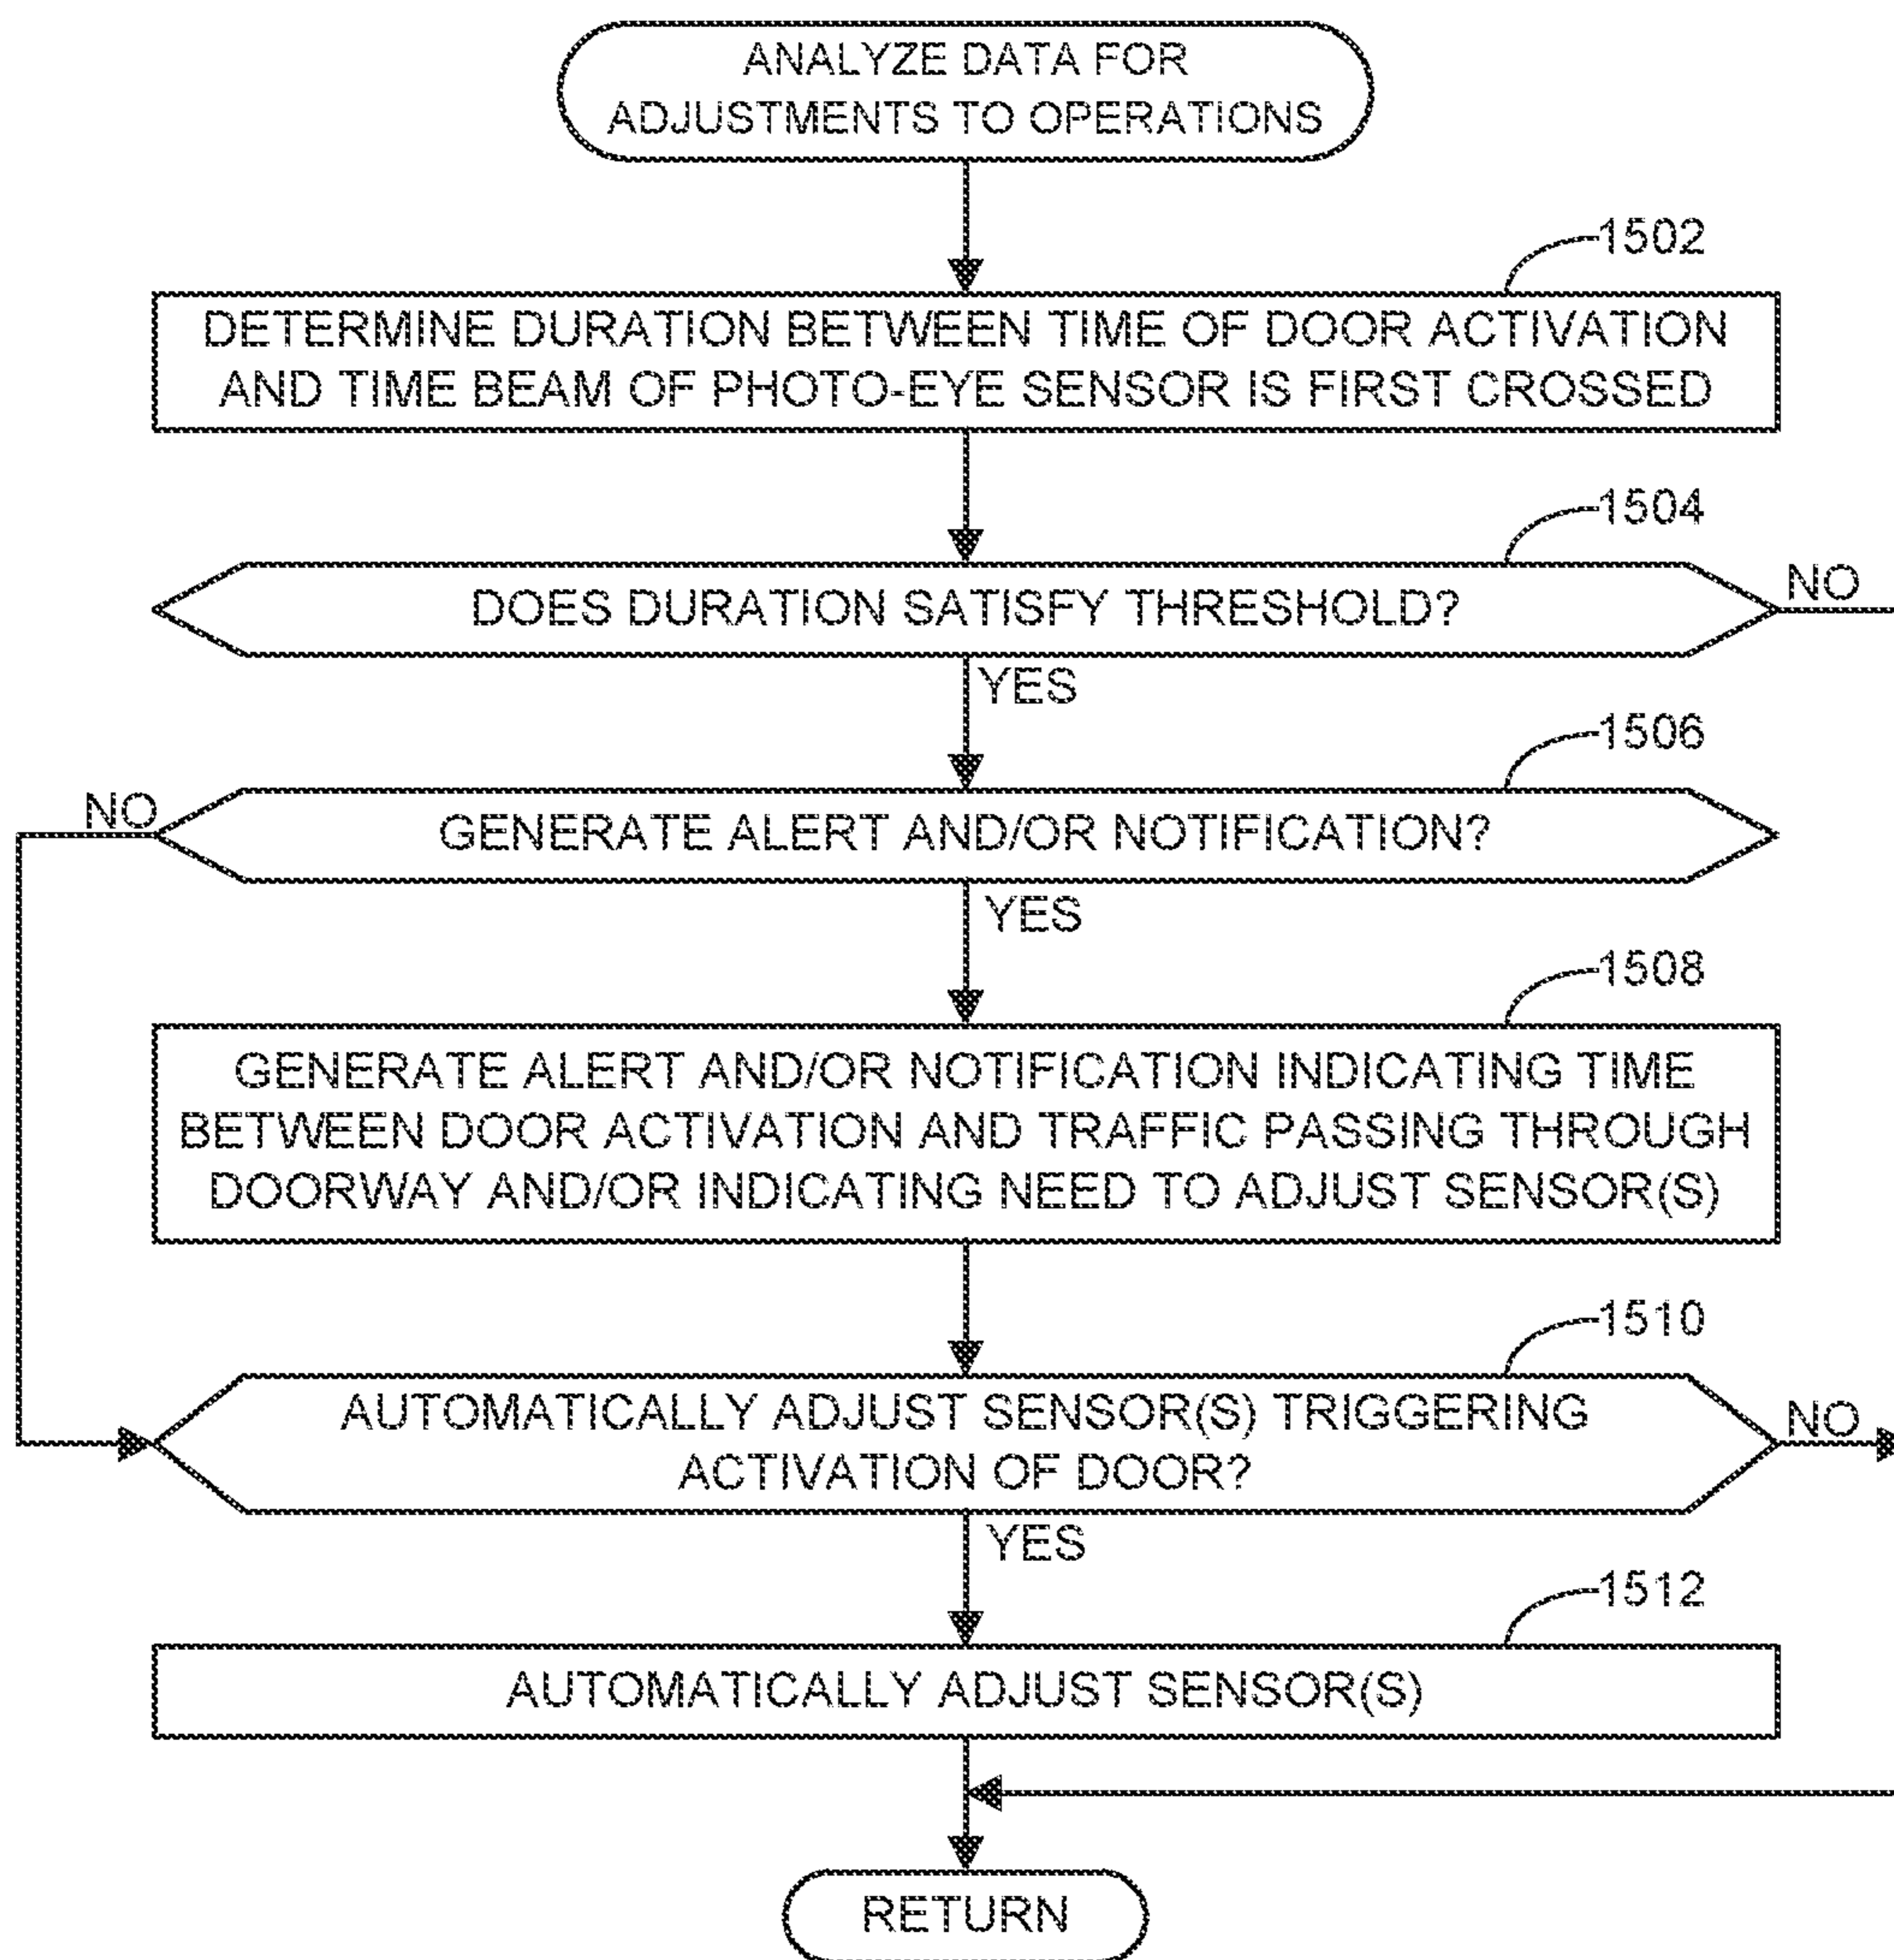 ANALYZE DATA FOR
ADJUSTMENTS TO OPERATIONS
1502
DETERMINE DURATION BETWEEN TIME OF DOOR ACTIVATION
AND TIME BEAM OF PHOTO-EYE SENSOR IS FIRST CROSSED
1504
DOES DURATION SATISFY THRESHOLD?
NO
YES
1506
NO
GENERATE ALERT AND/OR NOTIFICATION?
YES
1508
GENERATE ALERT AND/OR NOTIFICATION INDICATING TIME
BETWEEN DOOR ACTIVATION AND TRAFFIC PASSING THROUGH
DOORWAY AND/OR INDICATING NEED TO ADJUST SENSOR(S)
1510
AUTOMATICALLY ADJUST SENSOR(S) TRIGGERING
ACTIVATION OF DOOR?
NO
YES
1512
AUTOMATICALLY ADJUST SENSOR(S)
RETURN